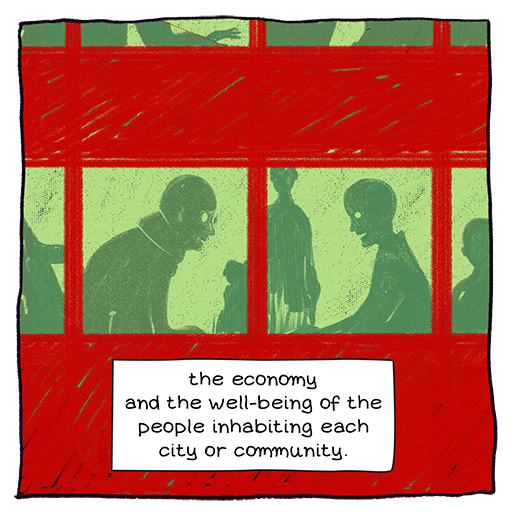 the economy
and the well-being of the
people inhabiting each
city or community.